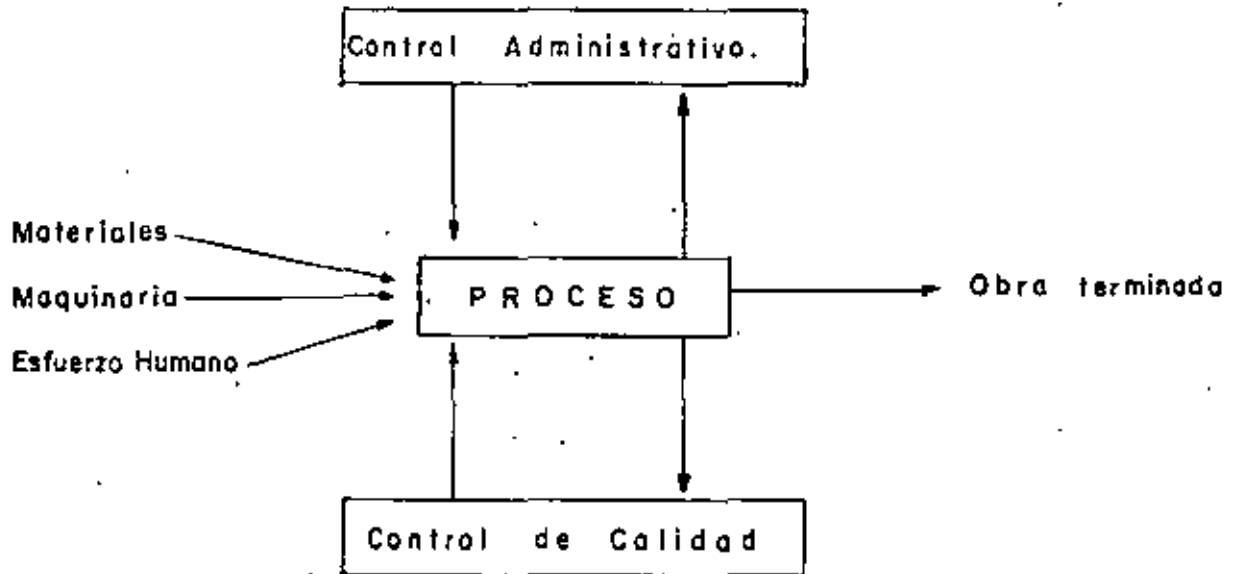 Control Administrativo.
Materiales
Maquinaria
PROCESO
Obra terminada
Esfuerzo Humano
Control de Calidad